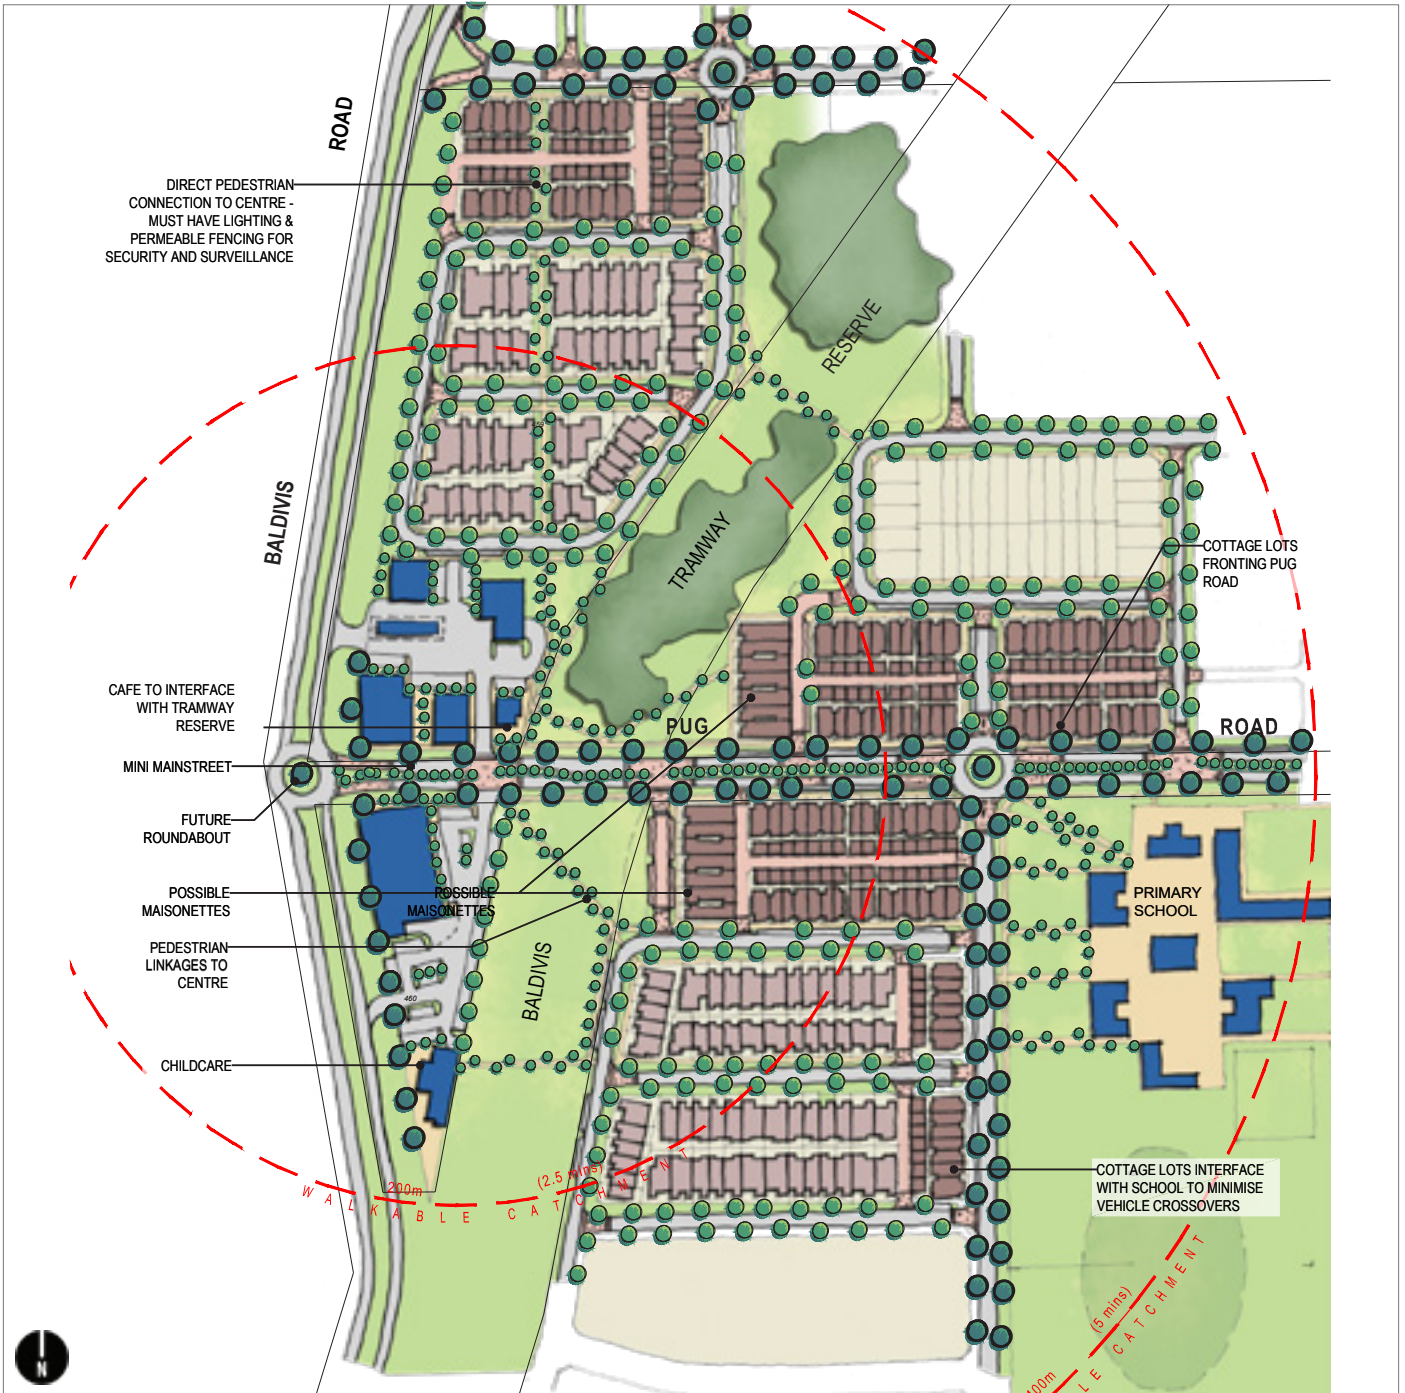 ROAD
DIRECT PEDESTRIAN
CONNECTION TO CENTRE -
MUST HAVE LIGHTING &
PERMEABLE FENCING FOR
SECURITY AND SURVEILLANCE
RESERVE
BALDIVIS
TRAMWAY
COTTAGE LOTS
FRONTING PUG
ROAD
CAFE TO INTERFACE
WITH TRAMWAY
RESERVE
PUG
ROAD
MINI MAINSTREET
FUTURE
ROUNDABOUT
POSSIBLE
MAISONETTES
POSSIBLE
MAISONETTES
PRIMARY
SCHOOL
PEDESTRIAN
LINKAGES TO
CENTRE
BALDIVIS
460
CHILDCARE
COTTAGE LOTS INTERFACE
WITH SCHOOL TO MINIMISE
VEHICLE CROSSOVERS
200m
(2.5 mins)
WALKABLE CATCHMENT
(5 mins)
00m
LE CATCHMENT
N